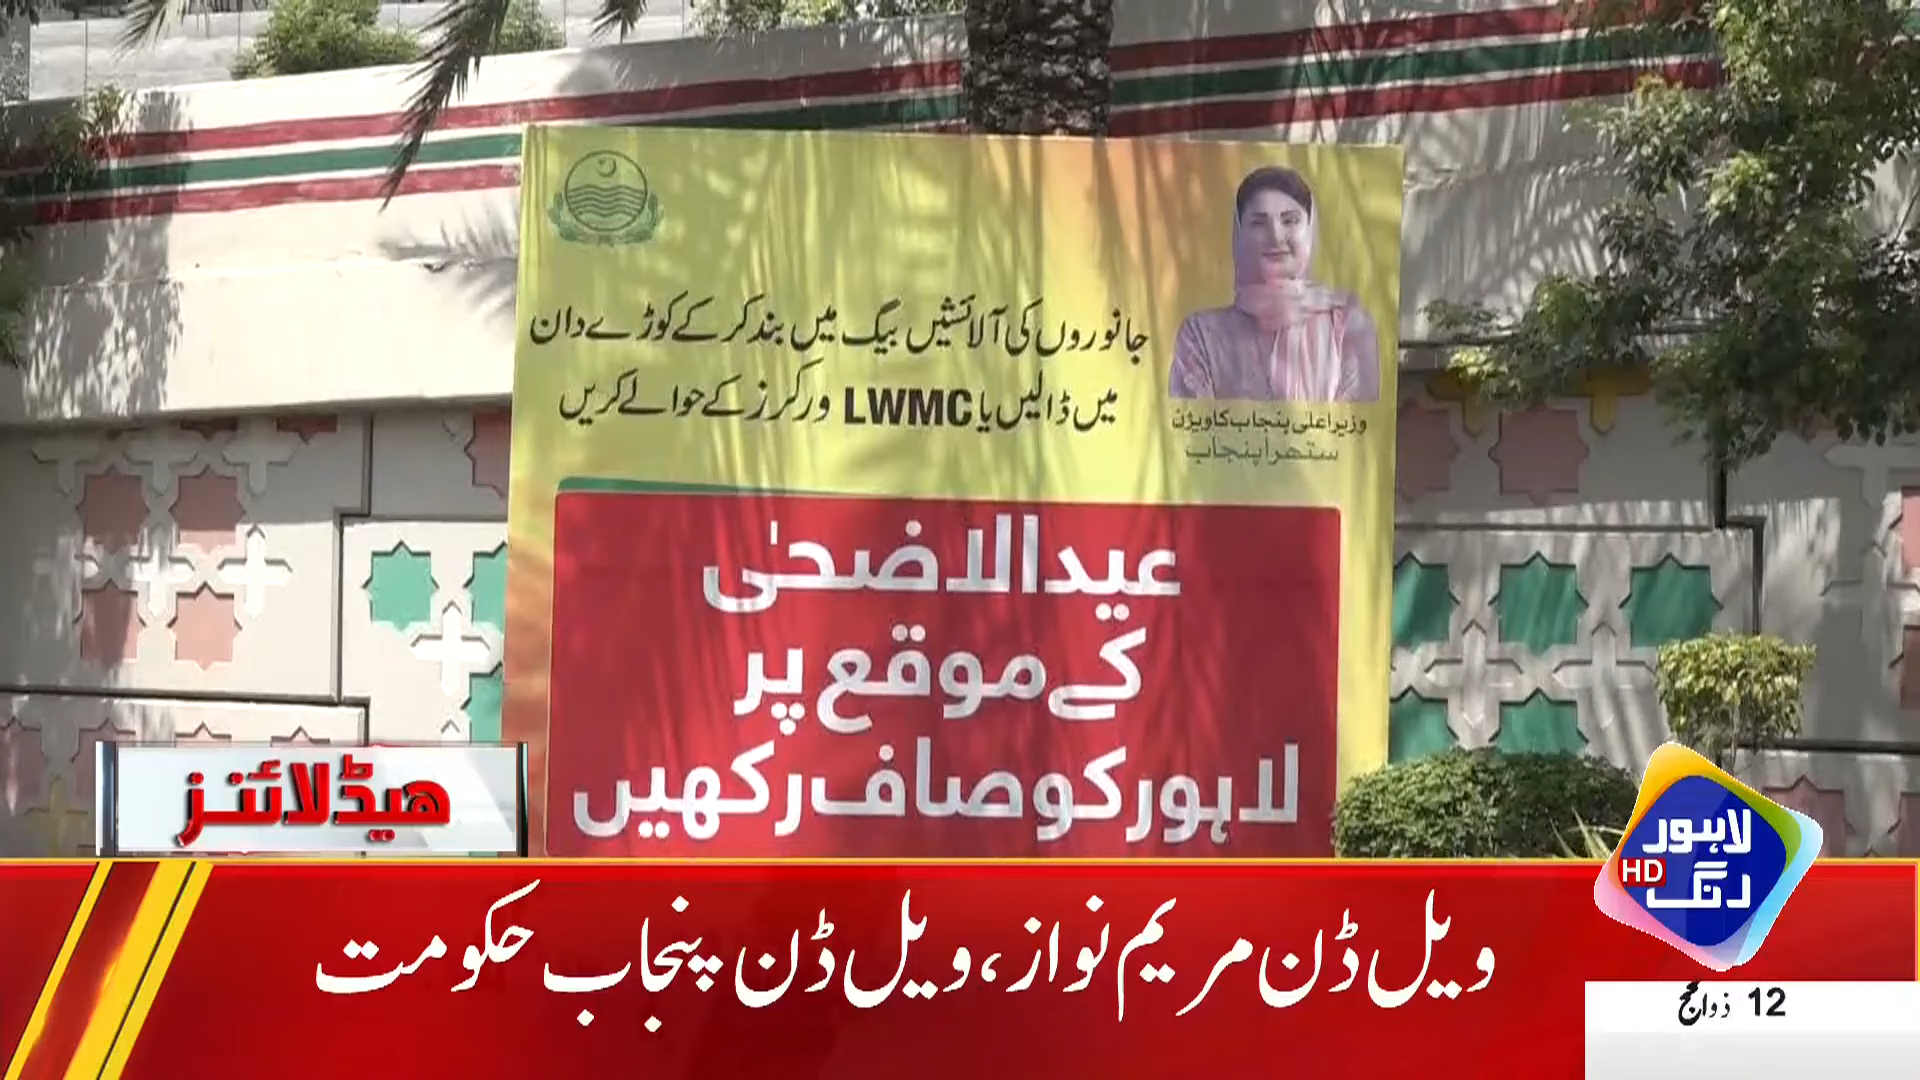 جانوروں کی آلائشیں بیگ میں بند کر کے کوڑے دان
میں ڈالیں یا LWMC ورکرز کے حوالے کریں
وزیر اعلی پنجاب کا ویژن
ستھرا پنجاب
عیدالاضحیٰ
کے موقع پر
لاہور کو صاف رکھیں
ہیڈلائنز
لاہور
رنگ
HD
ویل ڈن مریم نواز، ویل ڈن پنجاب حکومت
12 ذوالحج